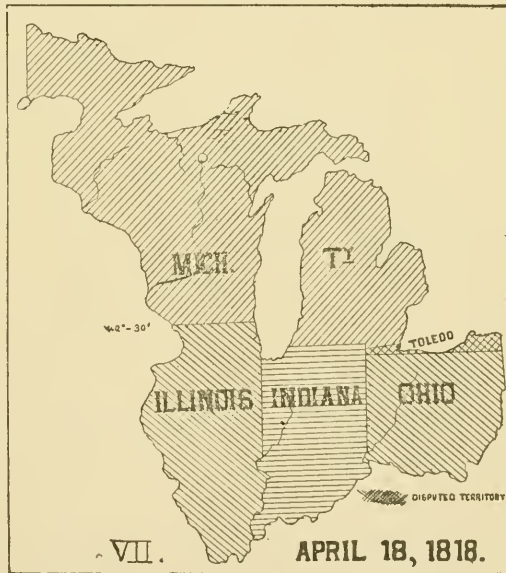 MICH. TY
42°-30'
TOLEDO
ILLINOIS INDIANA OHIO
DISPUTED TERRITORY
VII. APRIL 18, 1818.